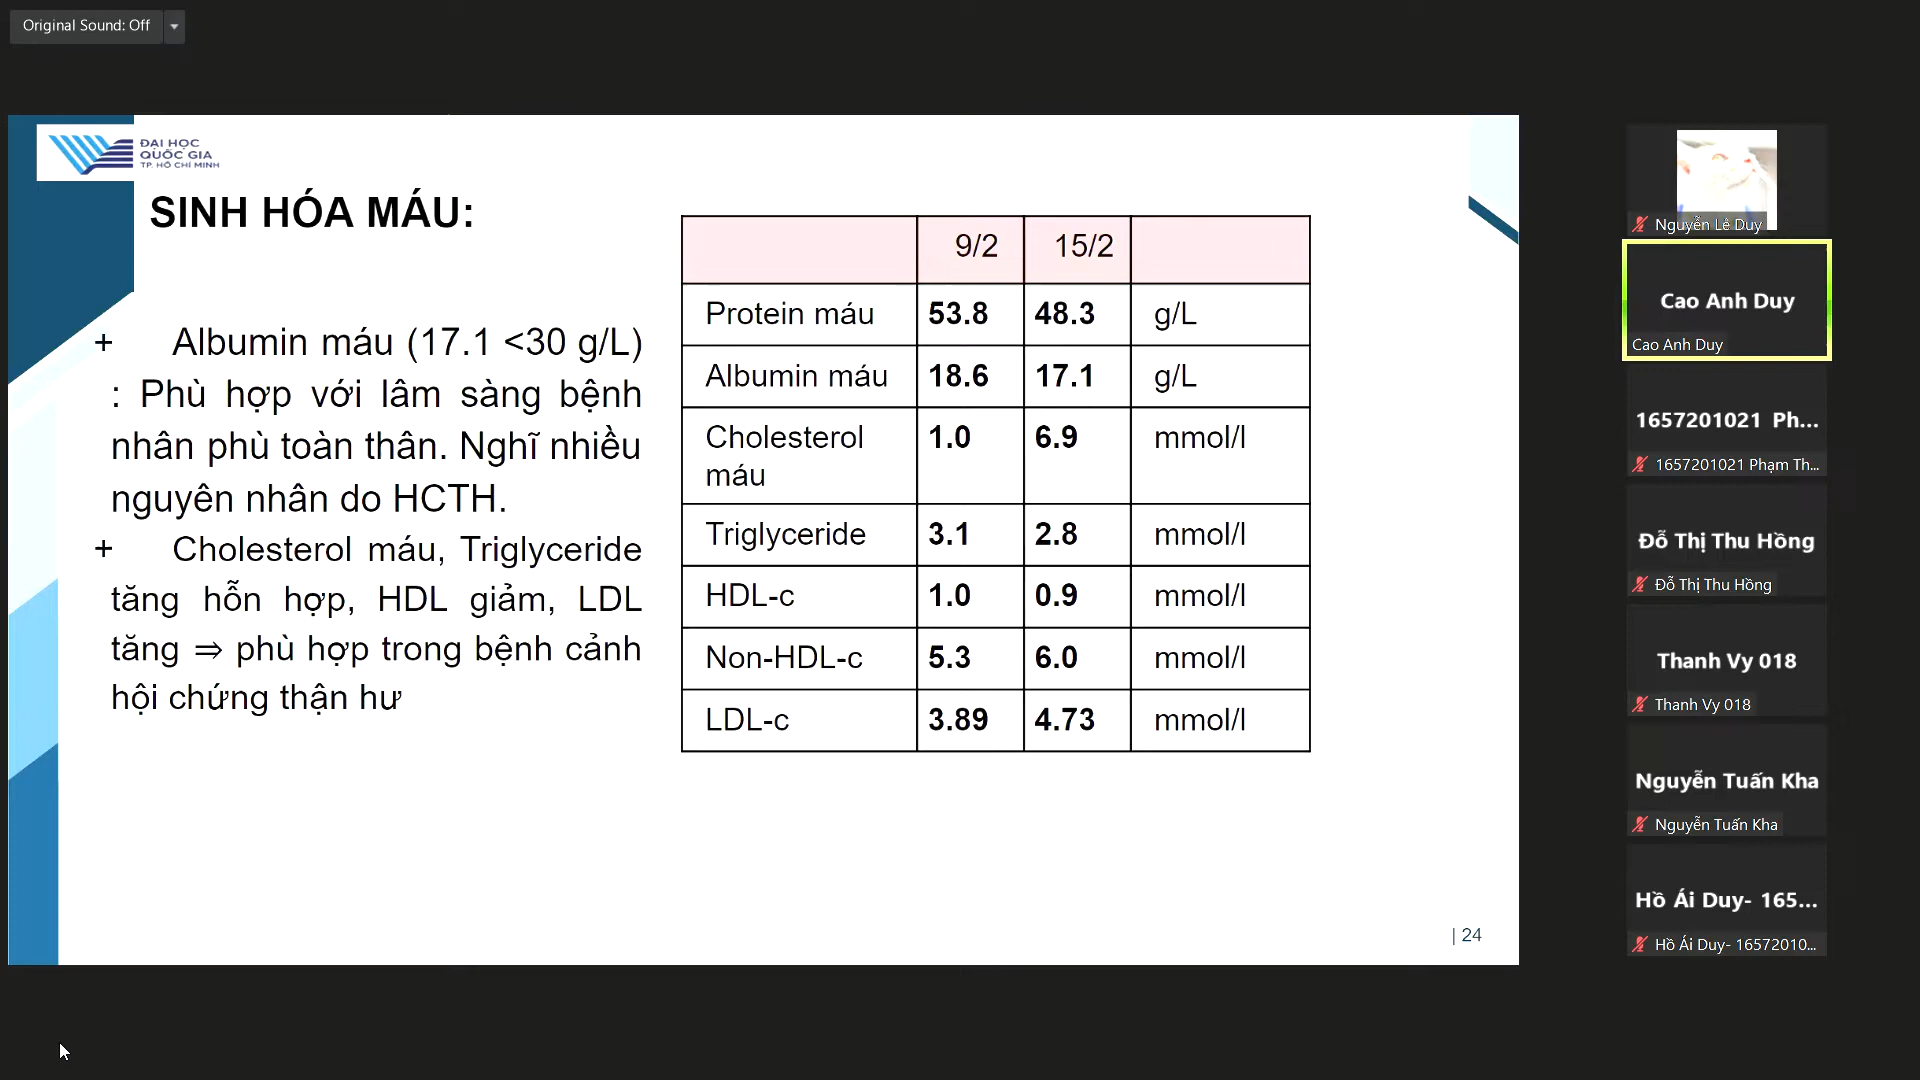 Original Sound: Off
ĐẠI HỌC
QUỐC GIA
TP. HỒ CHÍ MINH
SINH HÓA MÁU:
+ Albumin máu (17.1 <30 g/L)
: Phù hợp với lâm sàng bệnh
nhân phù toàn thân. Nghĩ nhiều
nguyên nhân do HCTH.
+ Cholesterol máu, Triglyceride
tăng hỗn hợp, HDL giảm, LDL
tăng ⇒ phù hợp trong bệnh cảnh
hội chứng thận hư
9/2 15/2
Protein máu 53.8 48.3 g/L
Albumin máu 18.6 17.1 g/L
Cholesterol 1.0 6.9 mmol/l
máu
Triglyceride 3.1 2.8 mmol/l
HDL-c 1.0 0.9 mmol/l
Non-HDL-c 5.3 6.0 mmol/l
LDL-c 3.89 4.73 mmol/l
| 24
Nguyễn Lê Duy
Cao Anh Duy
Cao Anh Duy
1657201021 Ph...
1657201021 Phạm Th...
Đỗ Thị Thu Hồng
Đỗ Thị Thu Hồng
Thanh Vy 018
Thanh Vy 018
Nguyễn Tuấn Kha
Nguyễn Tuấn Kha
Hồ Ái Duy- 165...
Hồ Ái Duy- 16572010...